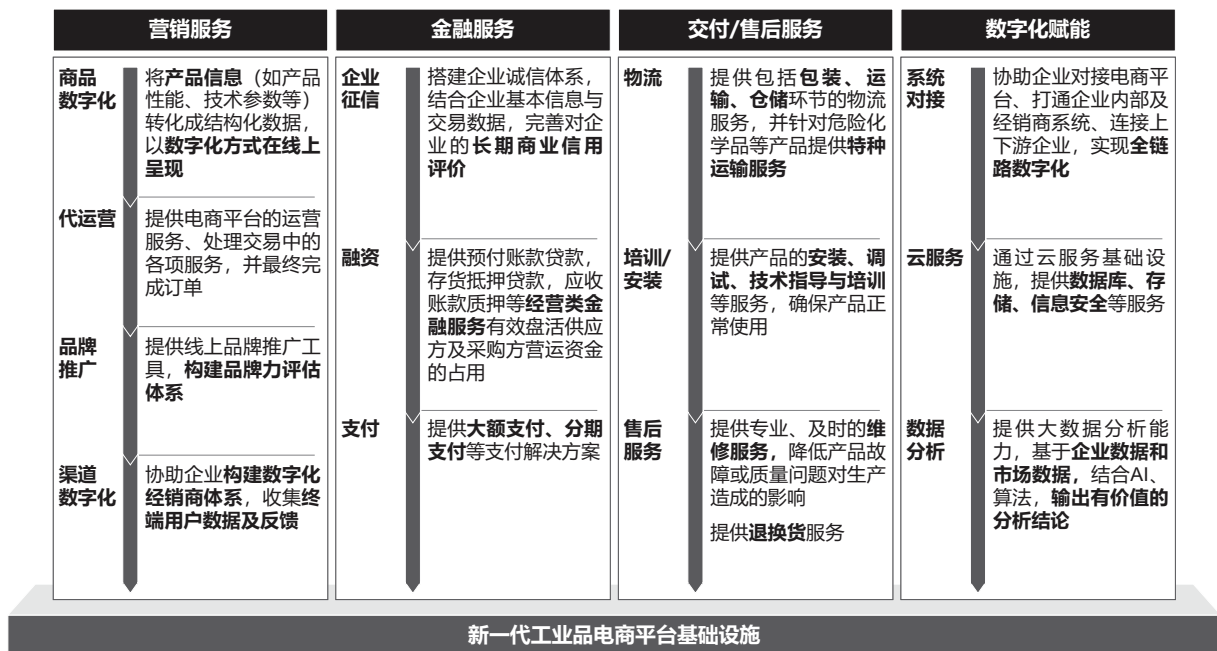 营销服务
商品
数字化
将产品信息（如产品
性能、技术参数等）
转化成结构化数据，
以数字化方式在线上
呈现
代运营
提供电商平台的运营
服务、处理交易中的
各项服务，并最终完
成订单
品牌
推广
提供线上品牌推广工
具，构建品牌力评估
体系
渠道
数字化
协助企业构建数字化
经销商体系，收集终
端用户数据及反馈
金融服务
企业
征信
搭建企业诚信体系，
结合企业基本信息与
交易数据，完善对企
业的长期商业信用
评价
融资
提供预付账款贷款，
存货抵押贷款，应收
账款质押等经营类金
融服务有效盘活供应
方及采购方营运资金
的占用
支付
提供大额支付、分期
支付等支付解决方案
交付/售后服务
物流
提供包括包装、运
输、仓储环节的物流
服务，并针对危险化
学品等产品提供特种
运输服务
培训/
安装
提供产品的安装、调
试、技术指导与培训
等服务，确保产品正
常使用
售后
服务
提供专业、及时的维
修服务，降低产品故
障或质量问题对生产
造成的影响
提供退换货服务
数字化赋能
系统
对接
协助企业对接电商平
台、打通企业内部及
经销商系统、连接上
下游企业，实现全链
路数字化
云服务
通过云服务基础设
施，提供数据库、存
储、信息安全等服务
数据
分析
提供大数据分析能
力，基于企业数据和
市场数据，结合AI、
算法，输出有价值的
分析结论
新一代工业品电商平台基础设施